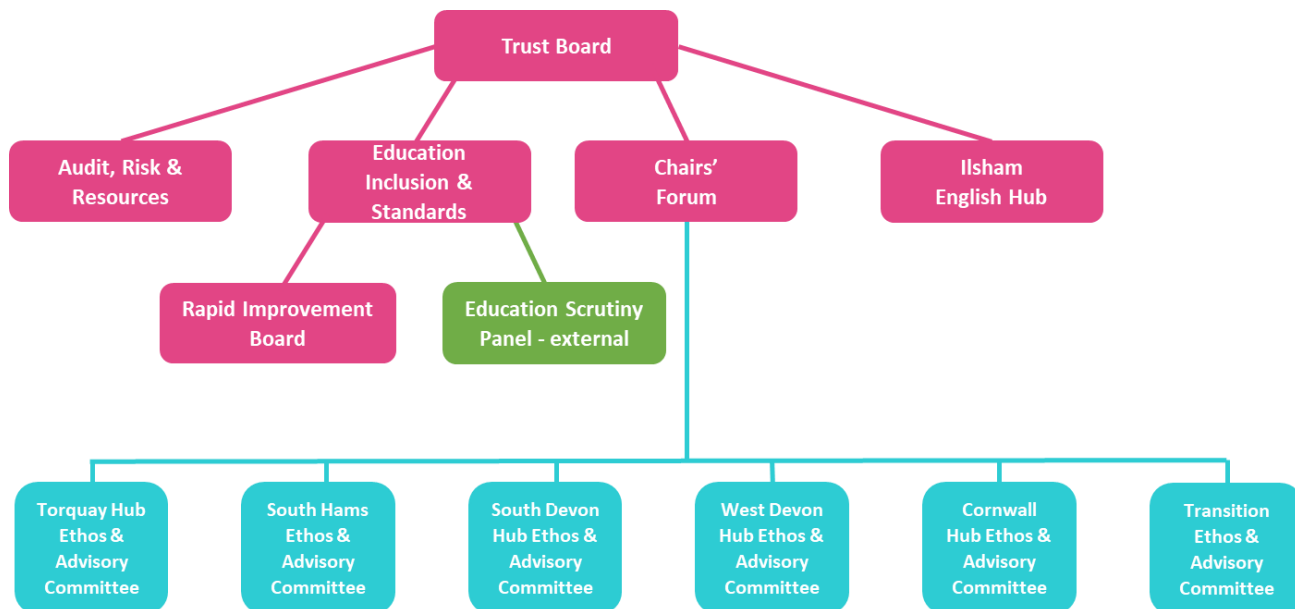 Trust Board
Audit, Risk &
Resources
Education
Inclusion &
Standards
Chairs’
Forum
Ilsham
English Hub
Rapid Improvement
Board
Education Scrutiny
Panel - external
Torquay Hub
Ethos &
Advisory
Committee
South Hams
Ethos &
Advisory
Committee
South Devon
Hub Ethos &
Advisory
Committee
West Devon
Hub Ethos &
Advisory
Committee
Cornwall
Hub Ethos &
Advisory
Committee
Transition
Ethos &
Advisory
Committee